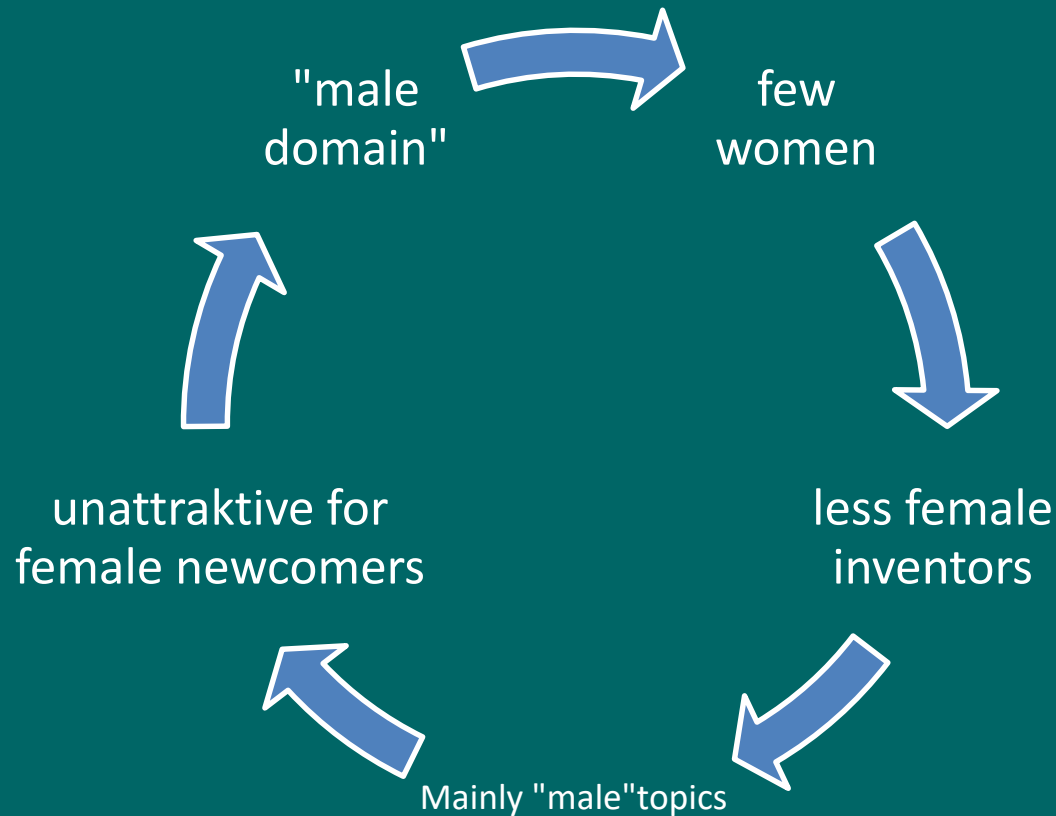 "male
domain"
few
women
less female
inventors
Mainly "male"topics
unattraktive for
female newcomers